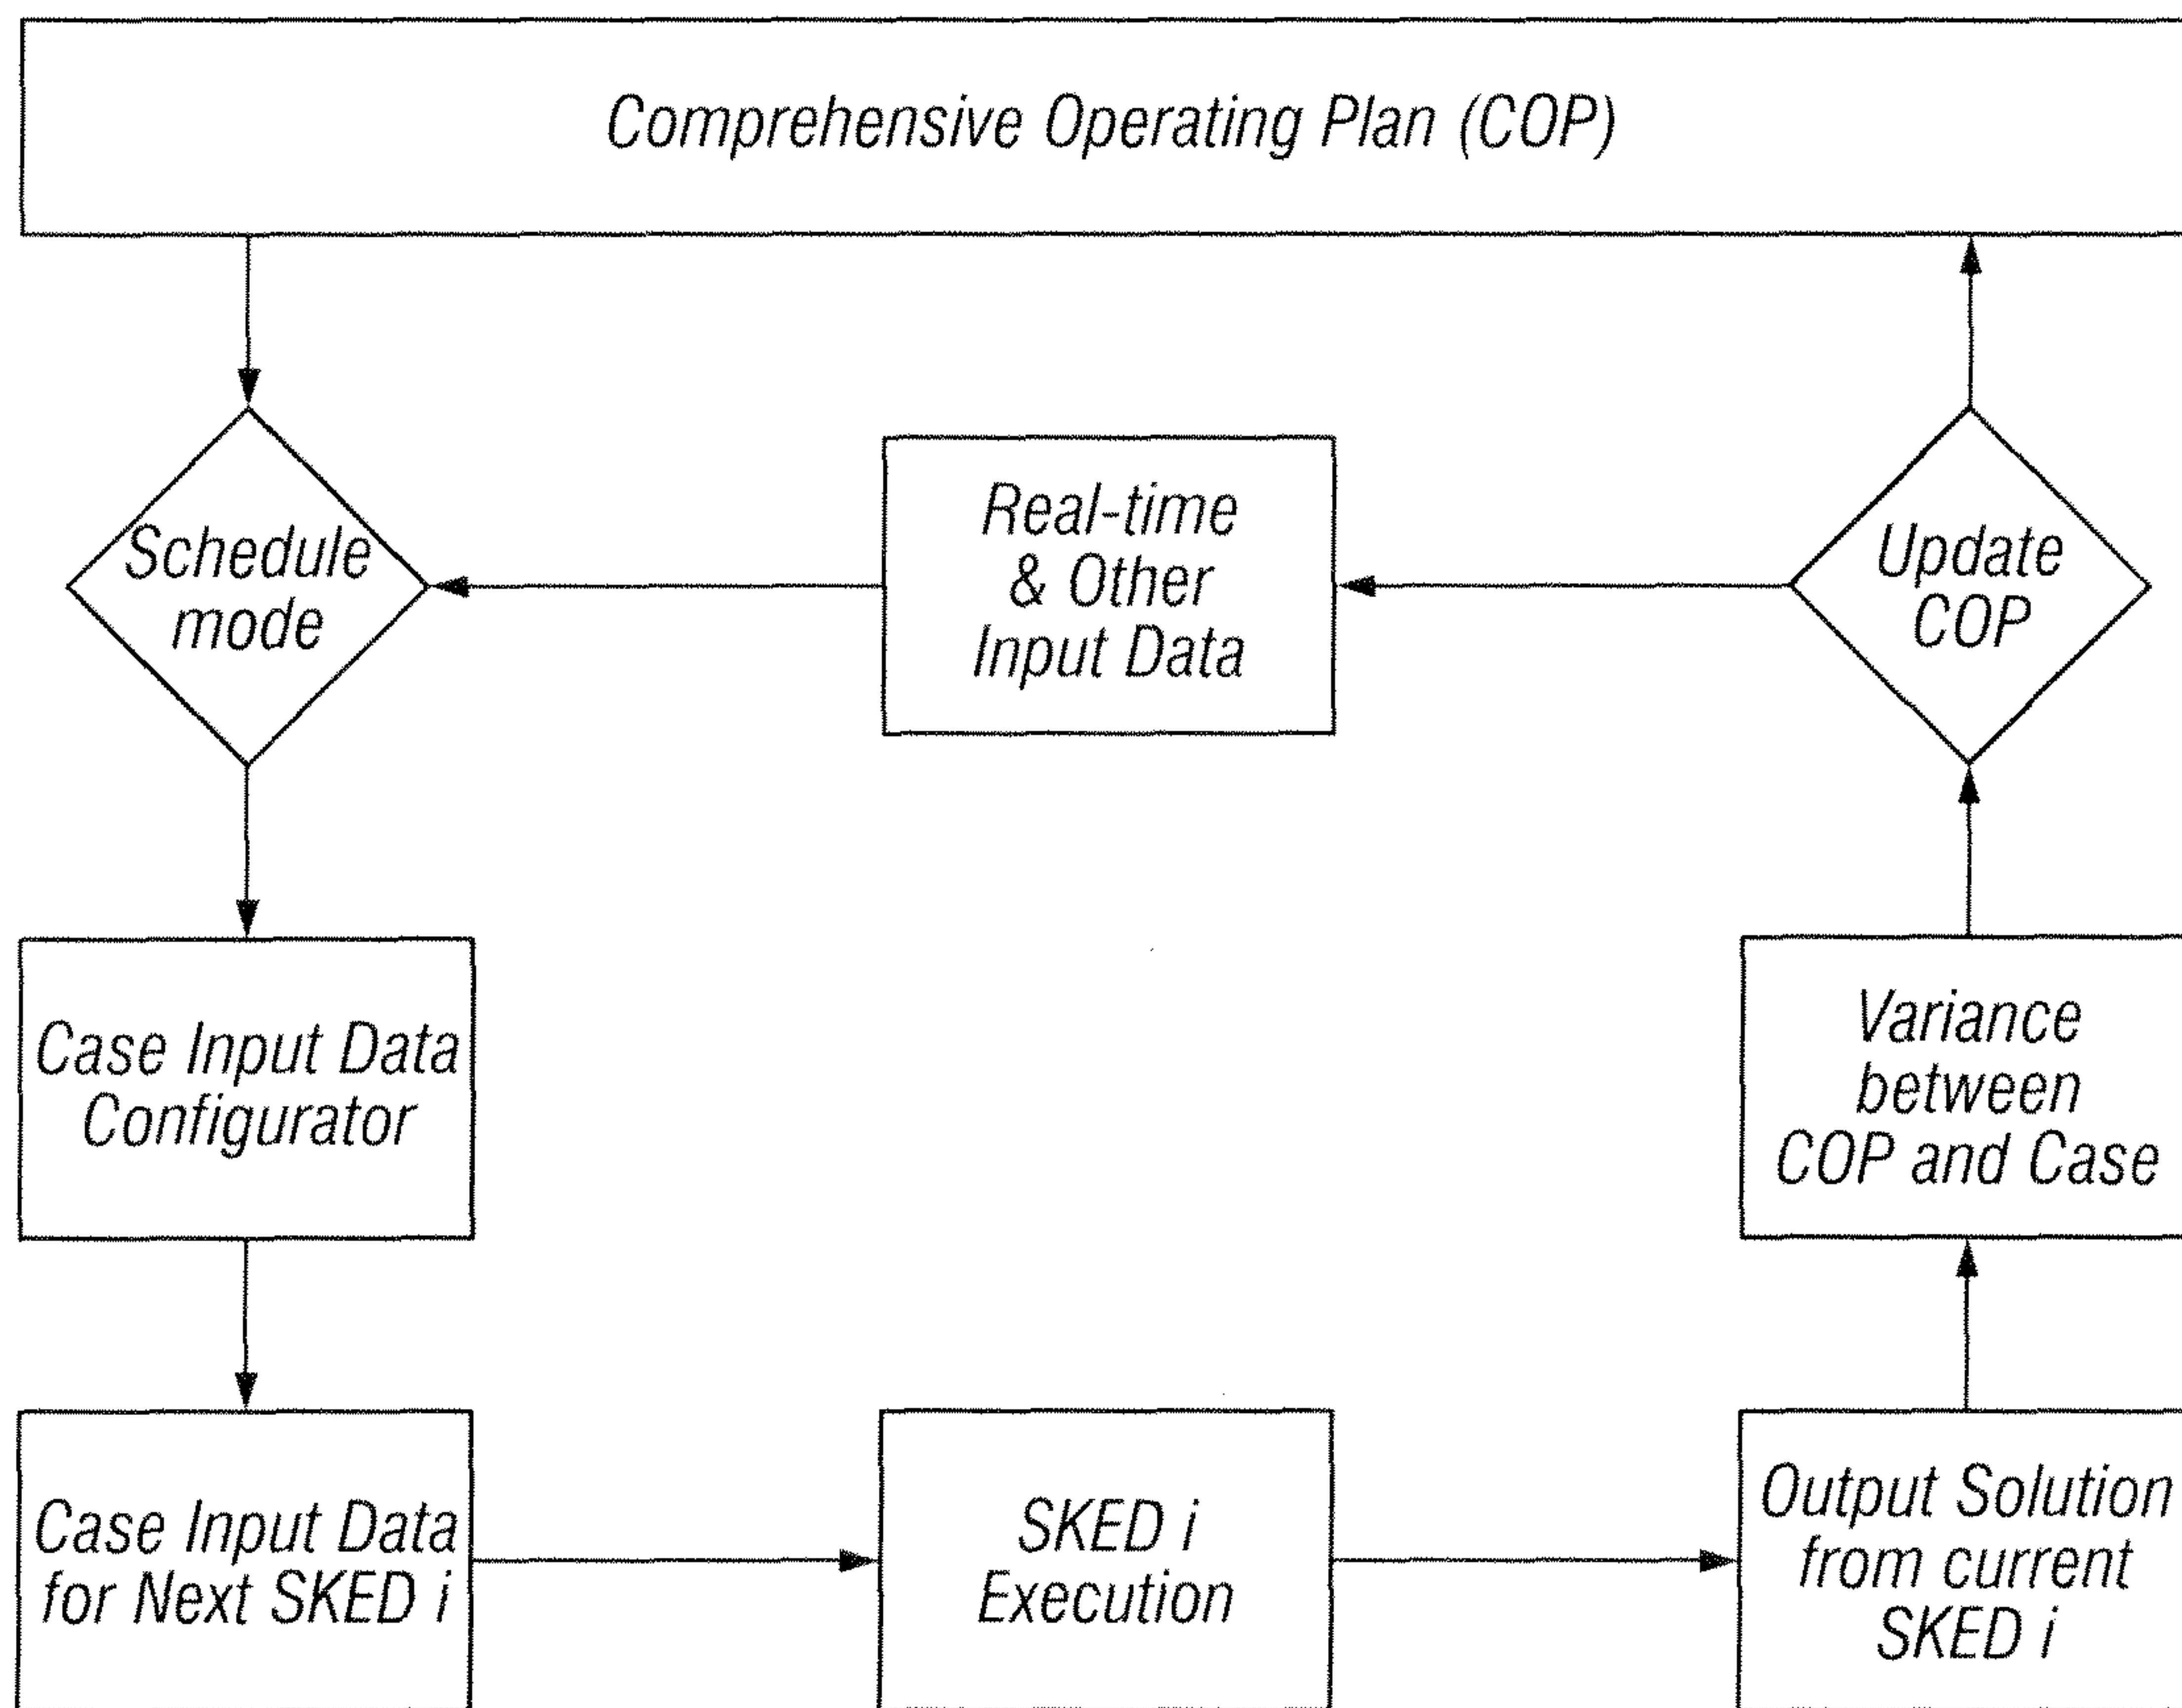 Comprehensive Operating Plan (COP)
Schedule
mode
Real-time
& Other
Input Data
Update
COP
Case Input Data
Configurator
Variance
between
COP and Case
Case Input Data
for Next SKED i
SKED i
Execution
Output Solution
from current
SKED i